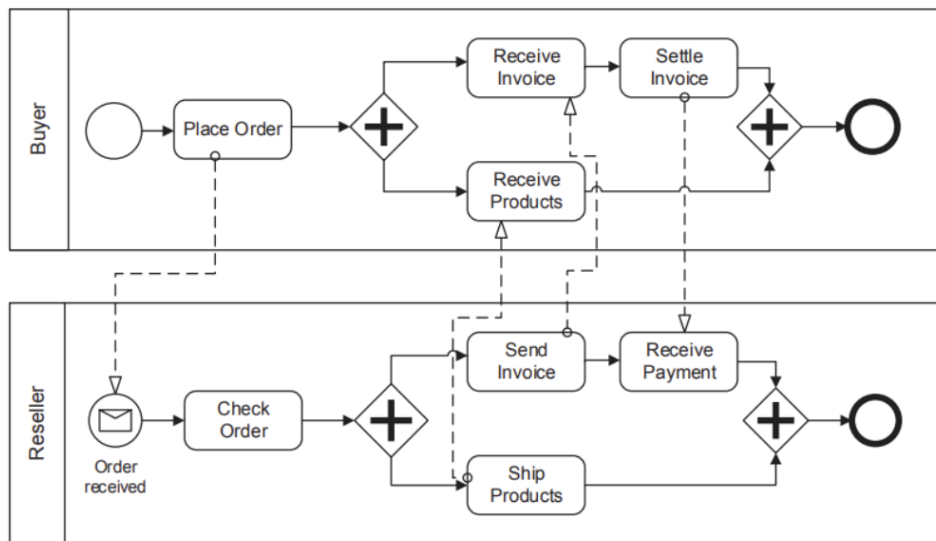 Buyer
Place Order
Receive
Invoice
Settle
Invoice
Receive
Products
Reseller
Order
received
Check
Order
Send
Invoice
Receive
Payment
Ship
Products